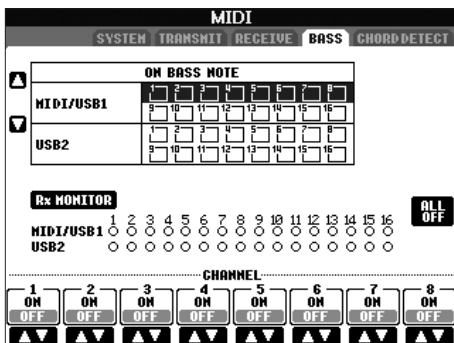 MIDI
SYSTEM TRANSMIT RECEIVE BASS CHORD DETECT
ON BASS NOTE
MIDI/USB1
1 2 3 4 5 6 7 8
9 10 11 12 13 14 15 16
USB2
1 2 3 4 5 6 7 8
9 10 11 12 13 14 15 16
Rx MONITOR
ALL OFF
1 2 3 4 5 6 7 8 9 10 11 12 13 14 15 16
MIDI/USB1
USB2
CHANNEL
1 2 3 4 5 6 7 8
ON ON ON ON ON ON ON ON
OFF OFF OFF OFF OFF OFF OFF OFF